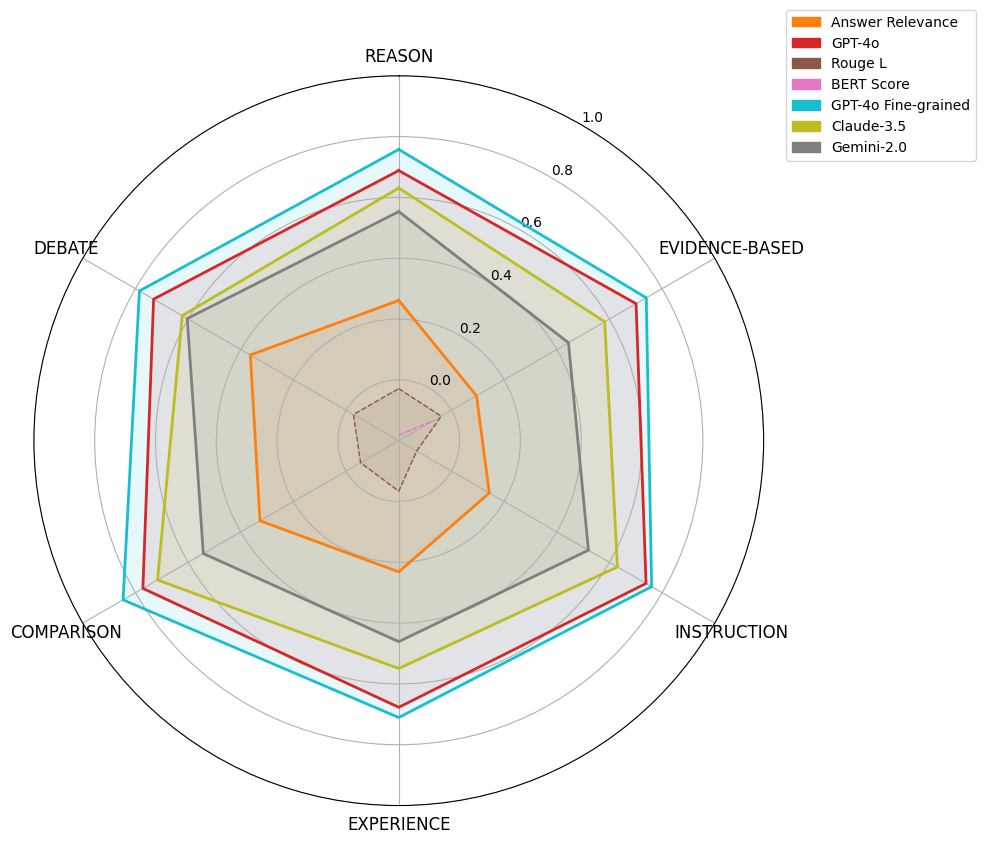 Answer Relevance
GPT-4o
Rouge L
BERT Score
GPT-4o Fine-grained
Claude-3.5
Gemini-2.0
REASON
1.0
0.8
0.6
0.4
0.2
0.0
DEBATE
EVIDENCE-BASED
COMPARISON
INSTRUCTION
EXPERIENCE